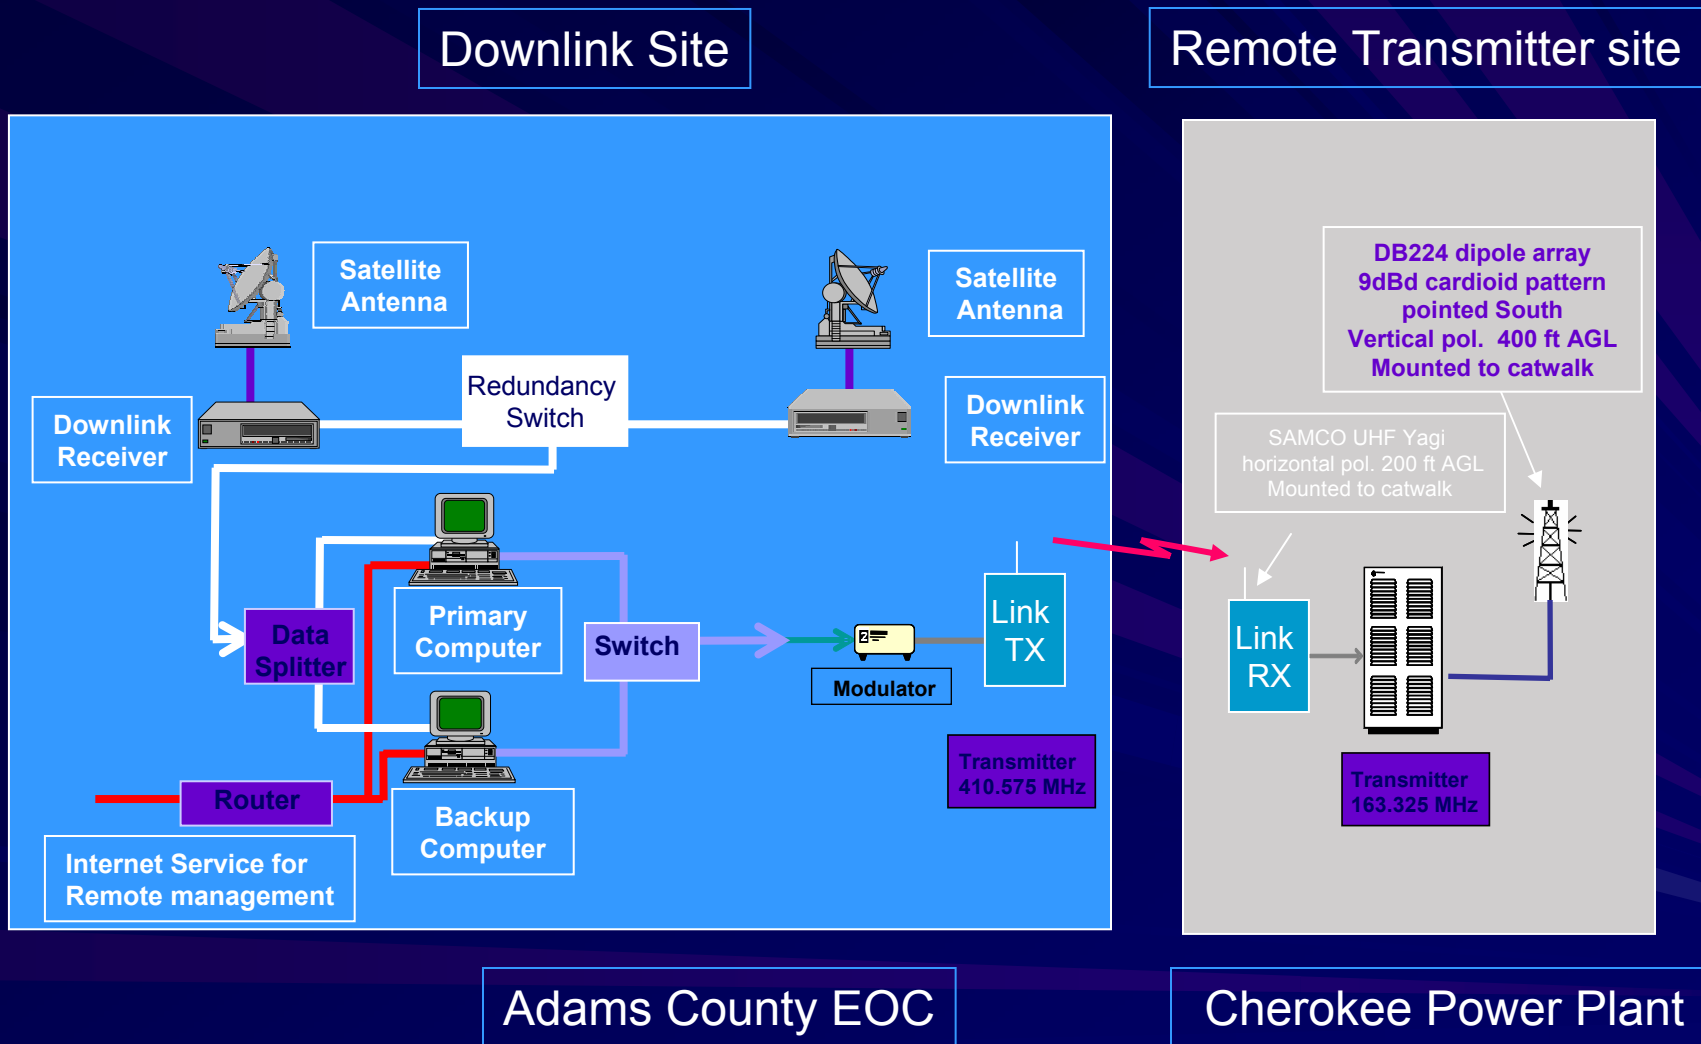 Downlink Site
Remote Transmitter site
Satellite
Antenna
Satellite
Antenna
DB224 dipole array
9dBd cardioid pattern
pointed South
Vertical pol. 400 ft AGL
Mounted to catwalk
Redundancy
Switch
Downlink
Receiver
Downlink
Receiver
SAMCO UHF Yagi
horizontal pol. 200 ft AGL
Mounted to catwalk
Primary
Computer
Data
Splitter
Switch
Link
TX
Link
RX
Modulator
Transmitter
410.575 MHz
Transmitter
163.325 MHz
Router
Backup
Computer
Internet Service for
Remote management
Adams County EOC
Cherokee Power Plant